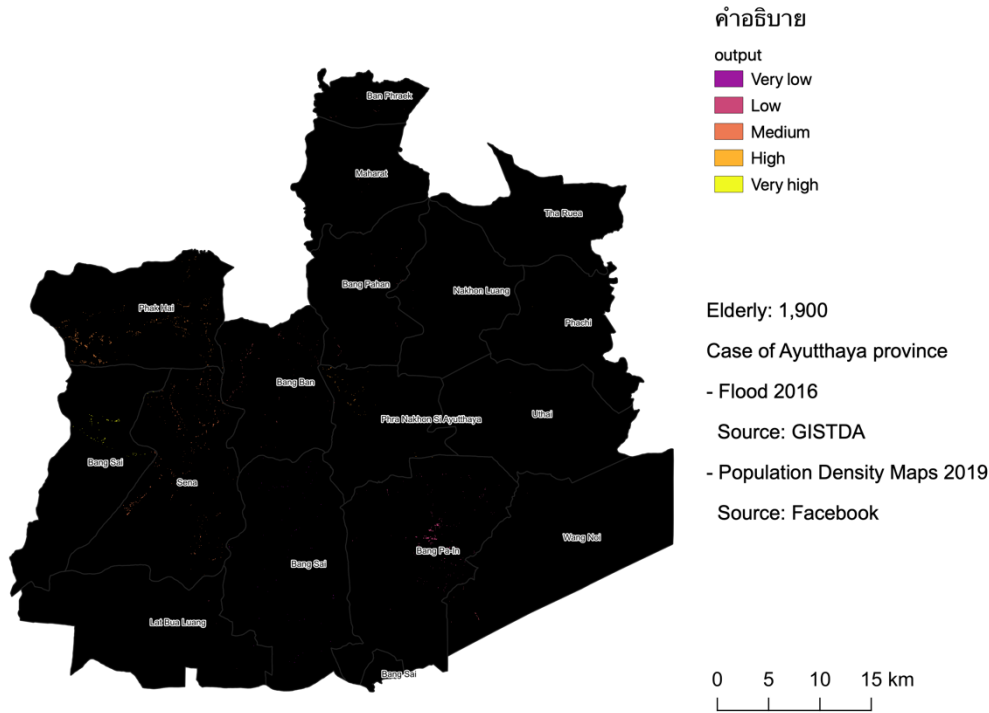 คำอธิบาย
output
Very low
Low
Medium
High
Very high
Ban Phraek
Maharat
Tha Ruea
Bang Pahan
Nakhon Luang
Phak Hai
Phachi
Bang Ban
Phra Nakhon Si Ayutthaya
Uthai
Bang Sai
Sena
Bang Pa-In
Wang Noi
Bang Sai
Lat Bua Luang
Bang Sai
Elderly: 1,900
Case of Ayutthaya province
- Flood 2016
Source: GISTDA
- Population Density Maps 2019
Source: Facebook
0 5 10 15 km